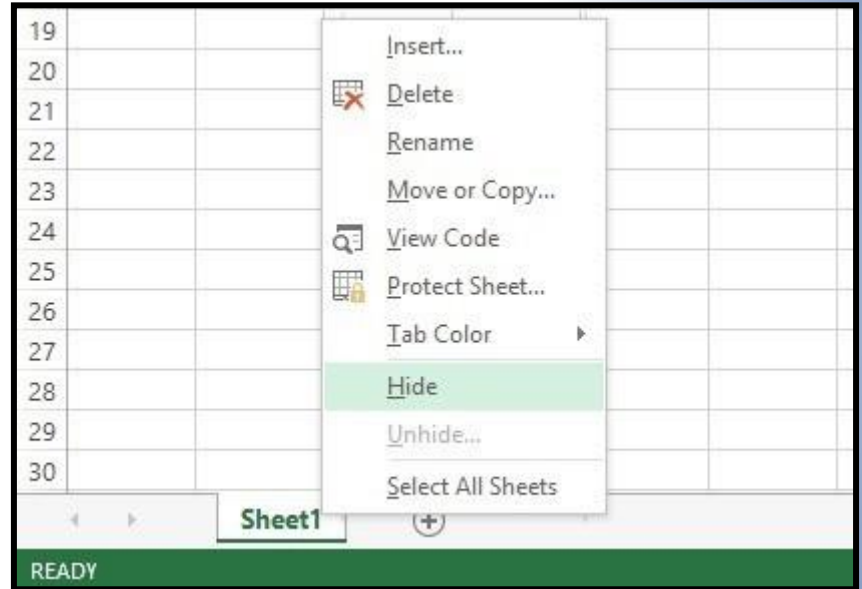 19
Insert...
20
Delete
21
Rename
22
Move or Copy...
23
View Code
24
25
Protect Sheet...
26
Tab Color
27
Hide
28
Unhide...
29
Select All Sheets
30
Sheet1
READY